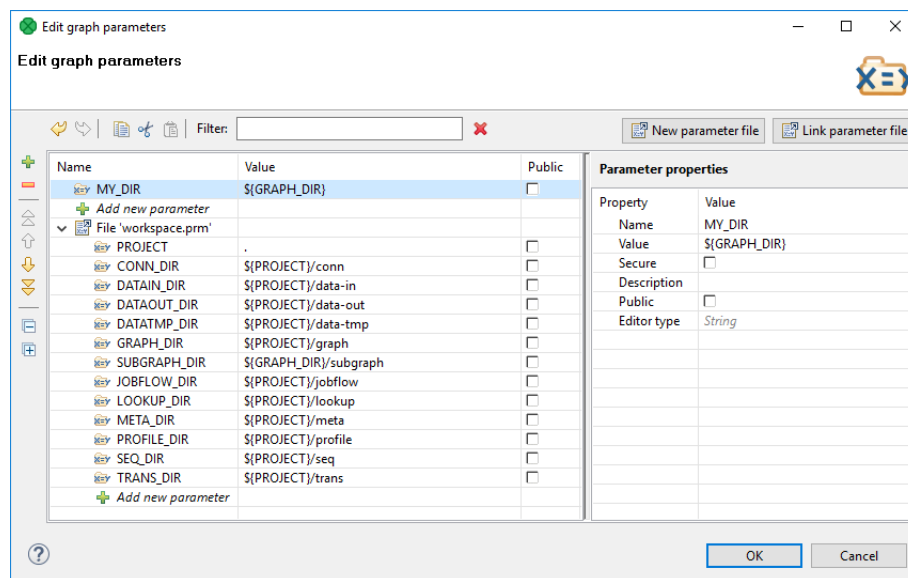 Edit graph parameters
Edit graph parameters
X=Y
Filter:
New parameter file
Link parameter file
Name Value Public
MY_DIR ${GRAPH_DIR}
Add new parameter
File 'workspace.prm'
PROJECT .
CONN_DIR ${PROJECT}/conn
DATAIN_DIR ${PROJECT}/data-in
DATAOUT_DIR ${PROJECT}/data-out
DATATMP_DIR ${PROJECT}/data-tmp
GRAPH_DIR ${PROJECT}/graph
SUBGRAPH_DIR ${GRAPH_DIR}/subgraph
JOBFLOW_DIR ${PROJECT}/jobflow
LOOKUP_DIR ${PROJECT}/lookup
META_DIR ${PROJECT}/meta
PROFILE_DIR ${PROJECT}/profile
SEQ_DIR ${PROJECT}/seq
TRANS_DIR ${PROJECT}/trans
Add new parameter
Parameter properties
Property Value
Name MY_DIR
Value ${GRAPH_DIR}
Secure
Description
Public
Editor type String
?
OK
Cancel